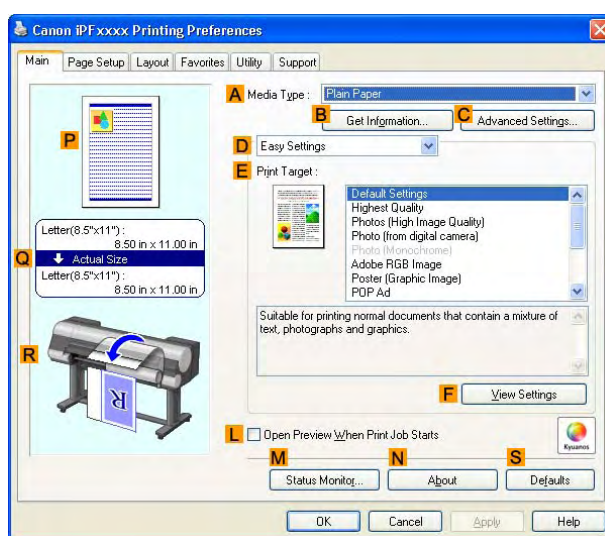 Canon iPFxxxx Printing Preferences
Main Page Setup Layout Favorites Utility Support
A Media Type : Plain Paper
B Get Information... C Advanced Settings...
D Easy Settings
E Print Target :
Default Settings
Highest Quality
Photos (High Image Quality)
Photo (from digital camera)
Photo (Monochrome)
Adobe RGB Image
Poster (Graphic Image)
POP Ad
Suitable for printing normal documents that contain a mixture of
text, photographs and graphics.
F View Settings
P
Letter(8.5"x11") :
8.50 in x 11.00 in
Q Actual Size
Letter(8.5"x11") :
8.50 in x 11.00 in
R
R
L Open Preview When Print Job Starts
Kyuanos
M Status Monitor... N About S Defaults
OK Cancel Apply Help